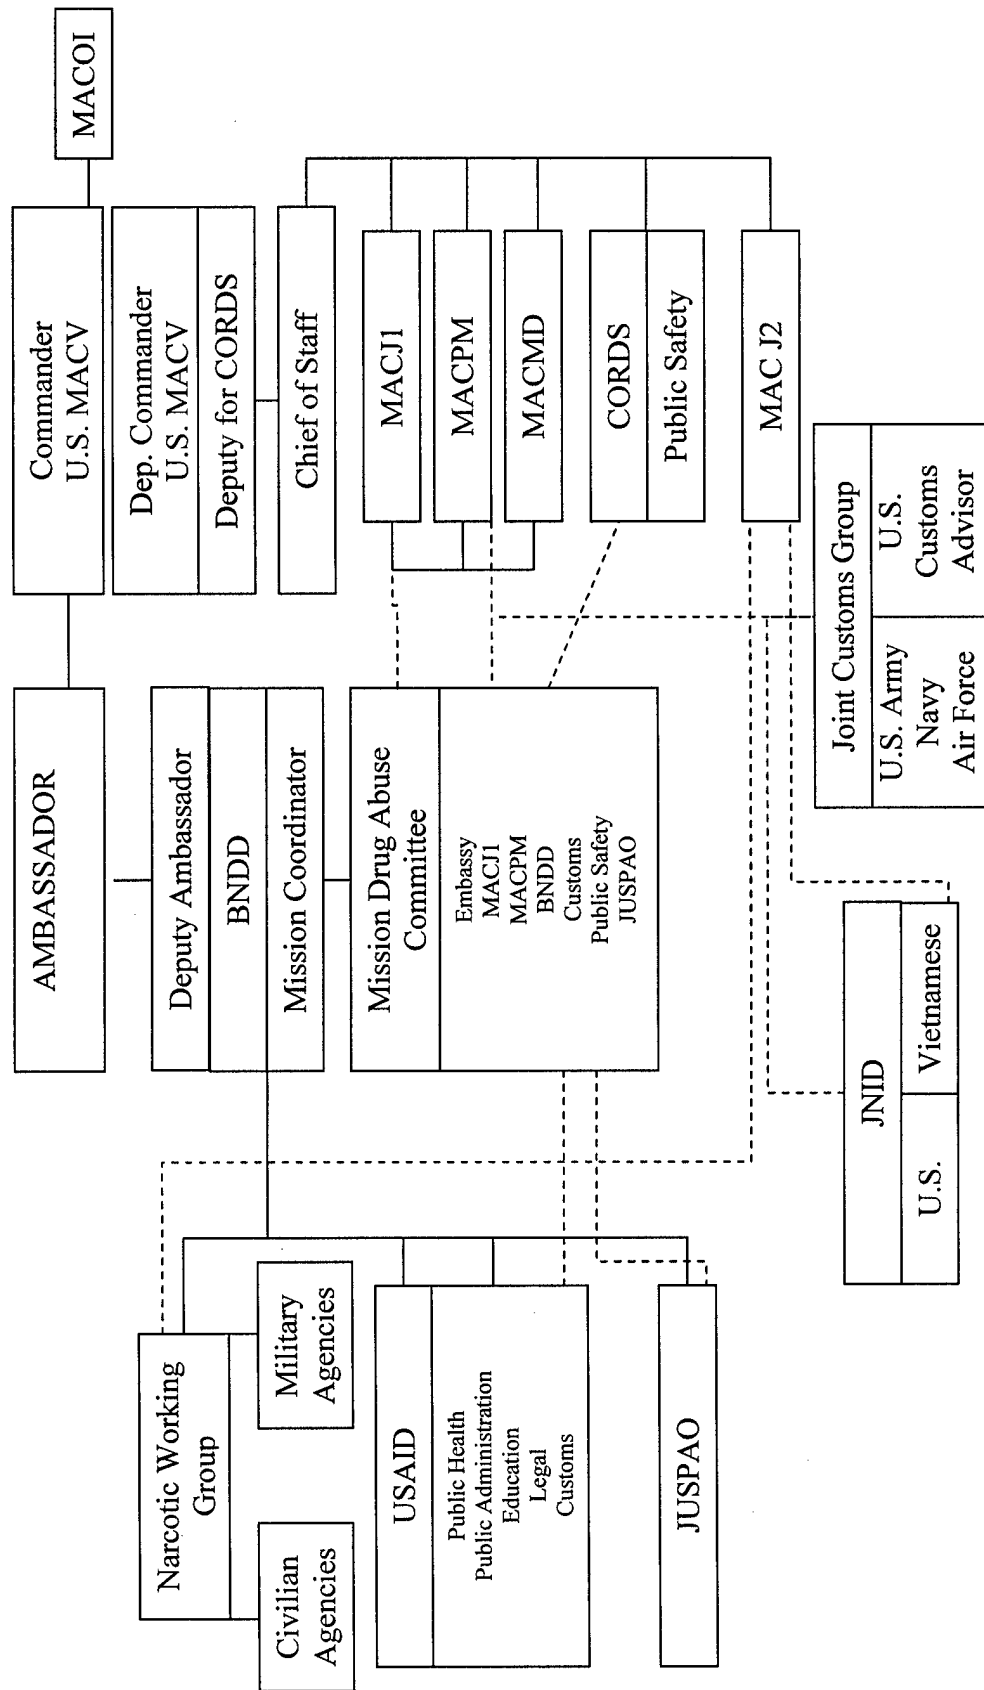 AMBASSADOR
Commander
U.S. MACV
MACOI
Deputy Ambassador
BNDD
Mission Coordinator
Dep. Commander
U.S. MACV
Deputy for CORDS
Chief of Staff
Narcotic Working
Group
Civilian
Agencies
Military
Agencies
Mission Drug Abuse
Committee
Embassy
MACJ1
MACPM
BNDD
Customs
Public Safety
JUSPAO
MACJ1
MACPM
MACMD
CORDS
Public Safety
MAC J2
USAID
Public Health
Public Administration
Education
Legal
Customs
JUSPAO
JNID
U.S.
Vietnamese
Joint Customs Group
U.S. Army
Navy
Air Force
U.S.
Customs
Advisor